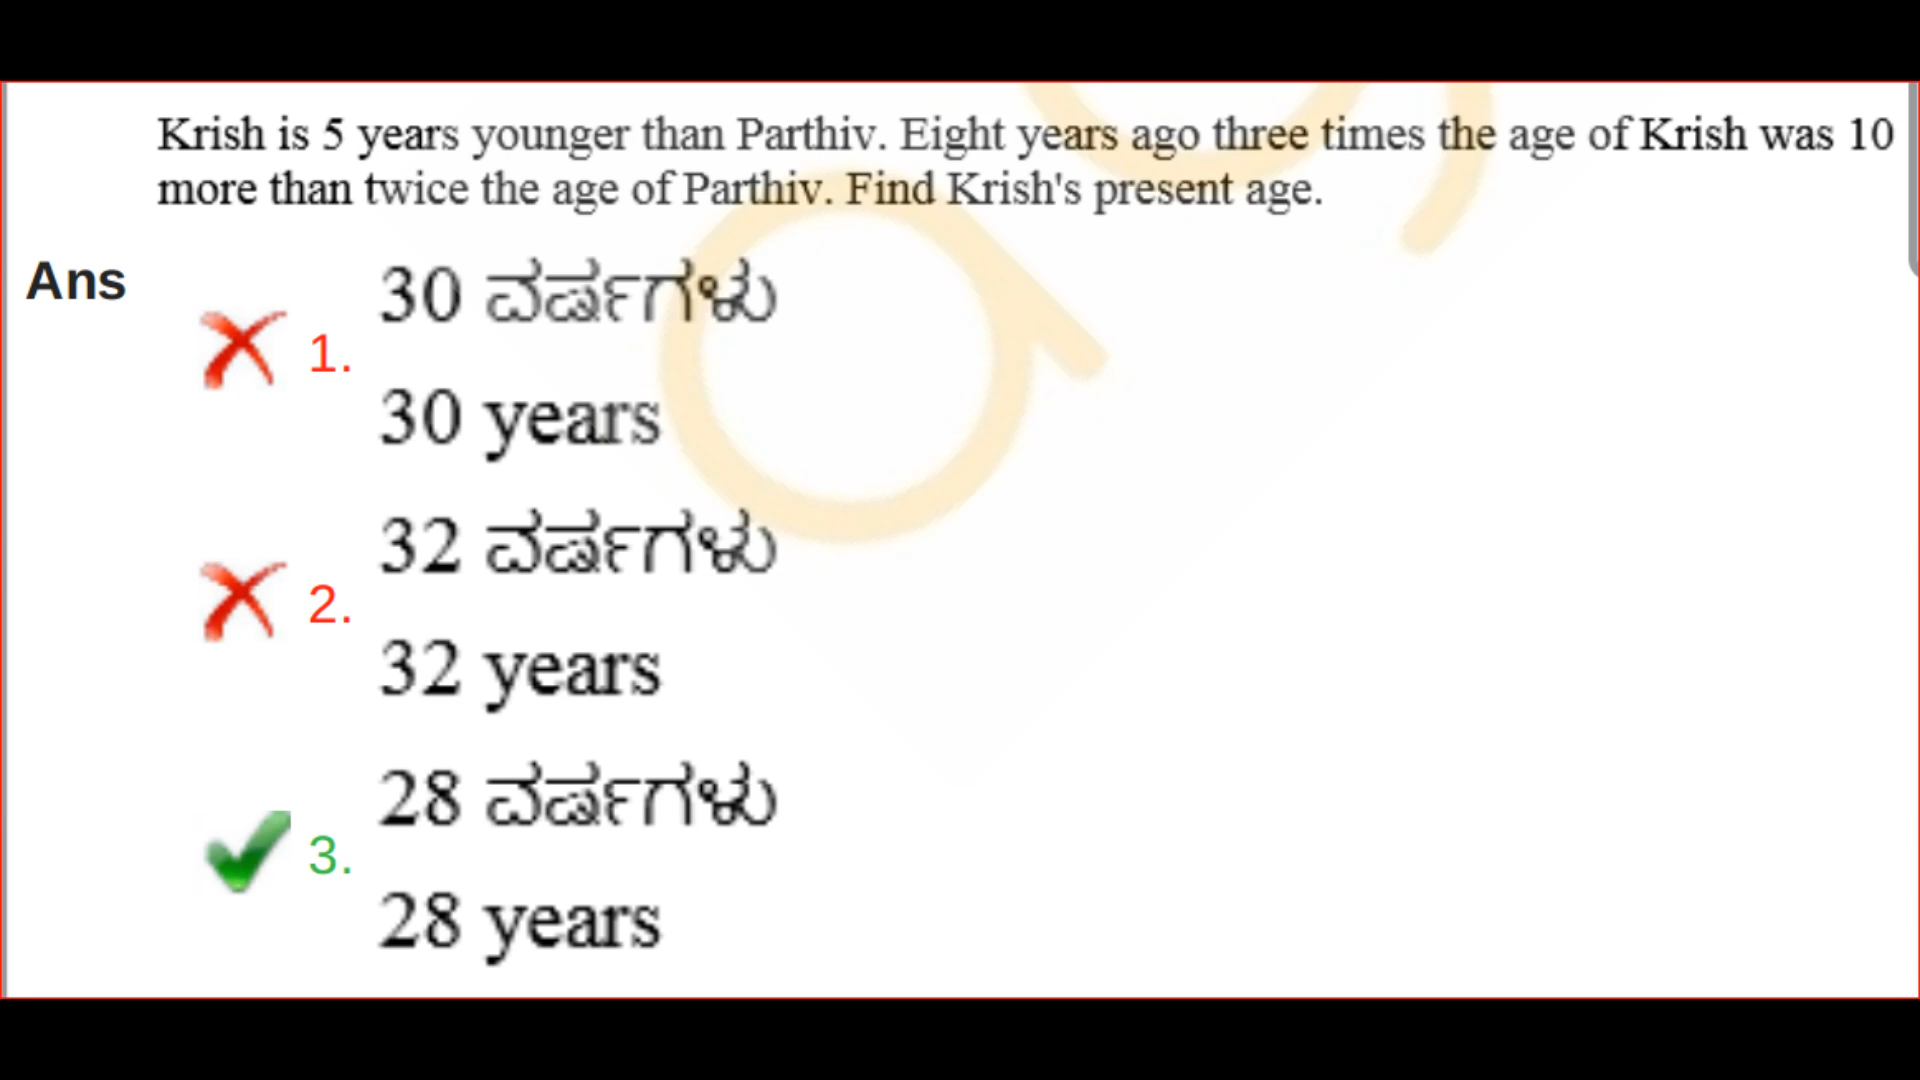 Krish is 5 years younger than Parthiv. Eight years ago three times the age of Krish was 10
more than twice the age of Parthiv. Find Krish's present age.
Ans
1. 30 ವರ್ಷಗಳು
30 years
2. 32 ವರ್ಷಗಳು
32 years
3. 28 ವರ್ಷಗಳು
28 years